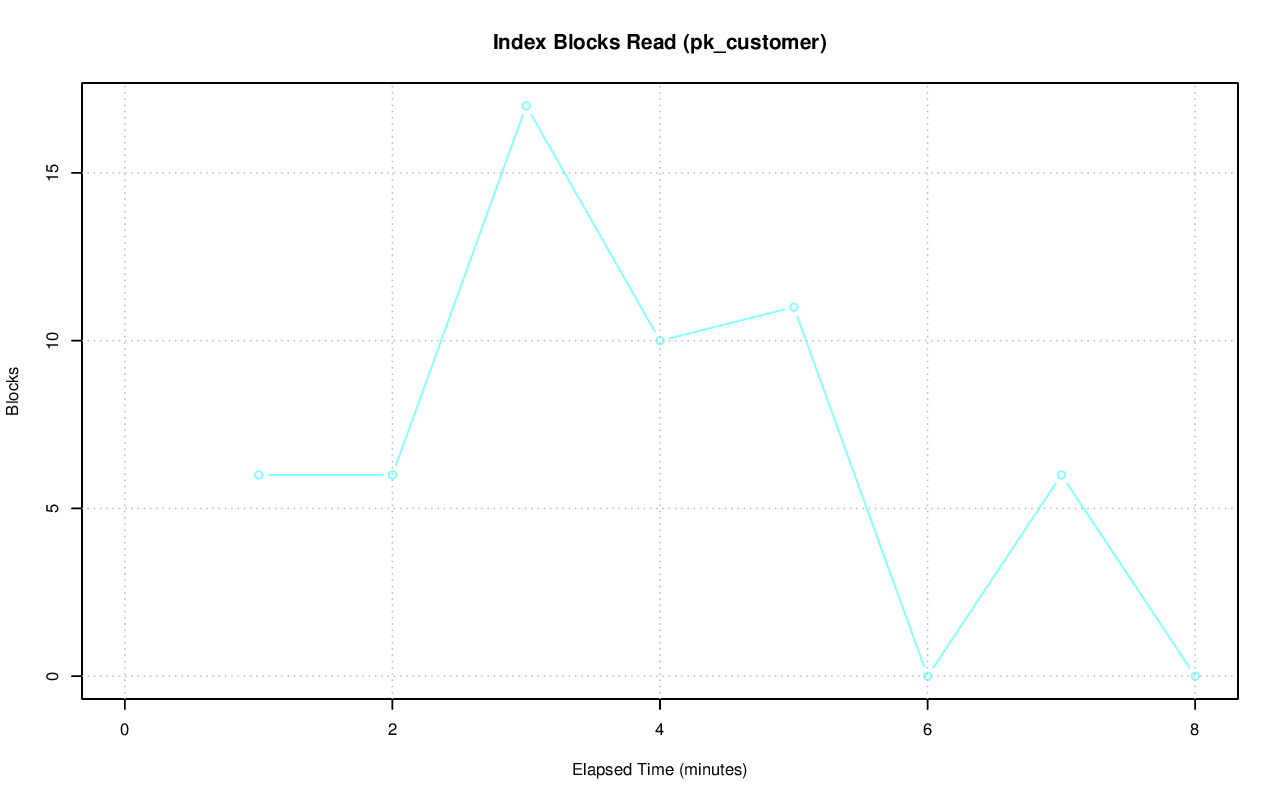 Index Blocks Read (pk_customer)
15
10
5
0
Blocks
0 2 4 6 8
Elapsed Time (minutes)